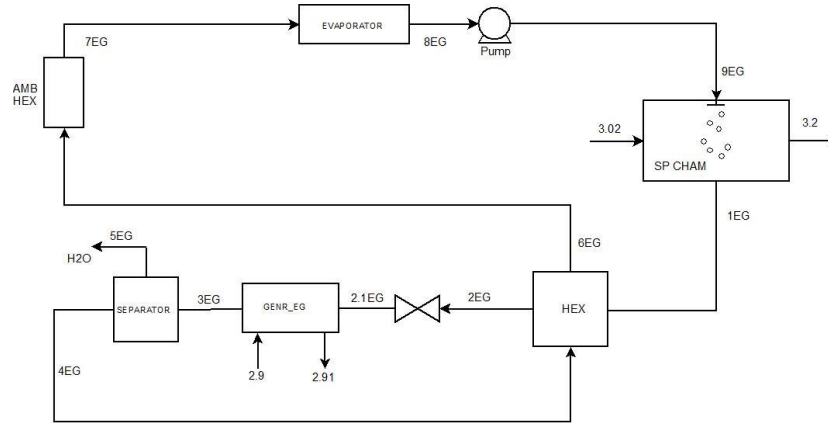 EVAPORATOR
7EG
8EG
Pump
9EG
AMB
HEX
3.02
3.2
SP CHAM
1EG
5EG
H2O
6EG
SEPARATOR
3EG
GENR_EG
2.1EG
2EG
HEX
4EG
2.9
2.91